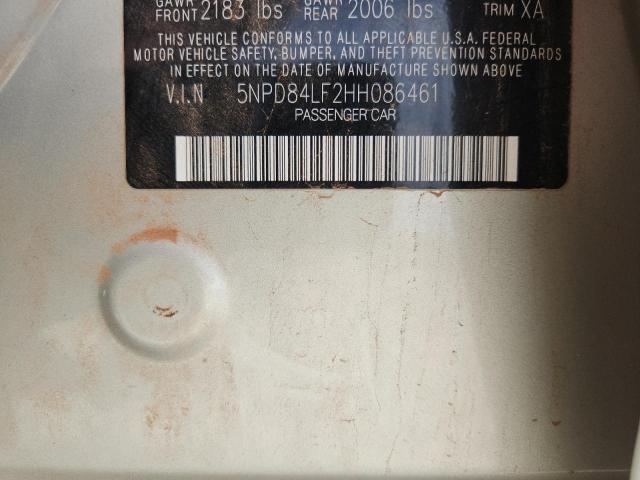 GAWR FRONT 2183 lbs GAWR REAR 2006 lbs TRIM XA
THIS VEHICLE CONFORMS TO ALL APPLICABLE U.S.A. FEDERAL
MOTOR VEHICLE SAFETY, BUMPER, AND THEFT PREVENTION STANDARDS
IN EFFECT ON THE DATE OF MANUFACTURE SHOWN ABOVE
V.I.N 5NPD84LF2HH086461
PASSENGER CAR